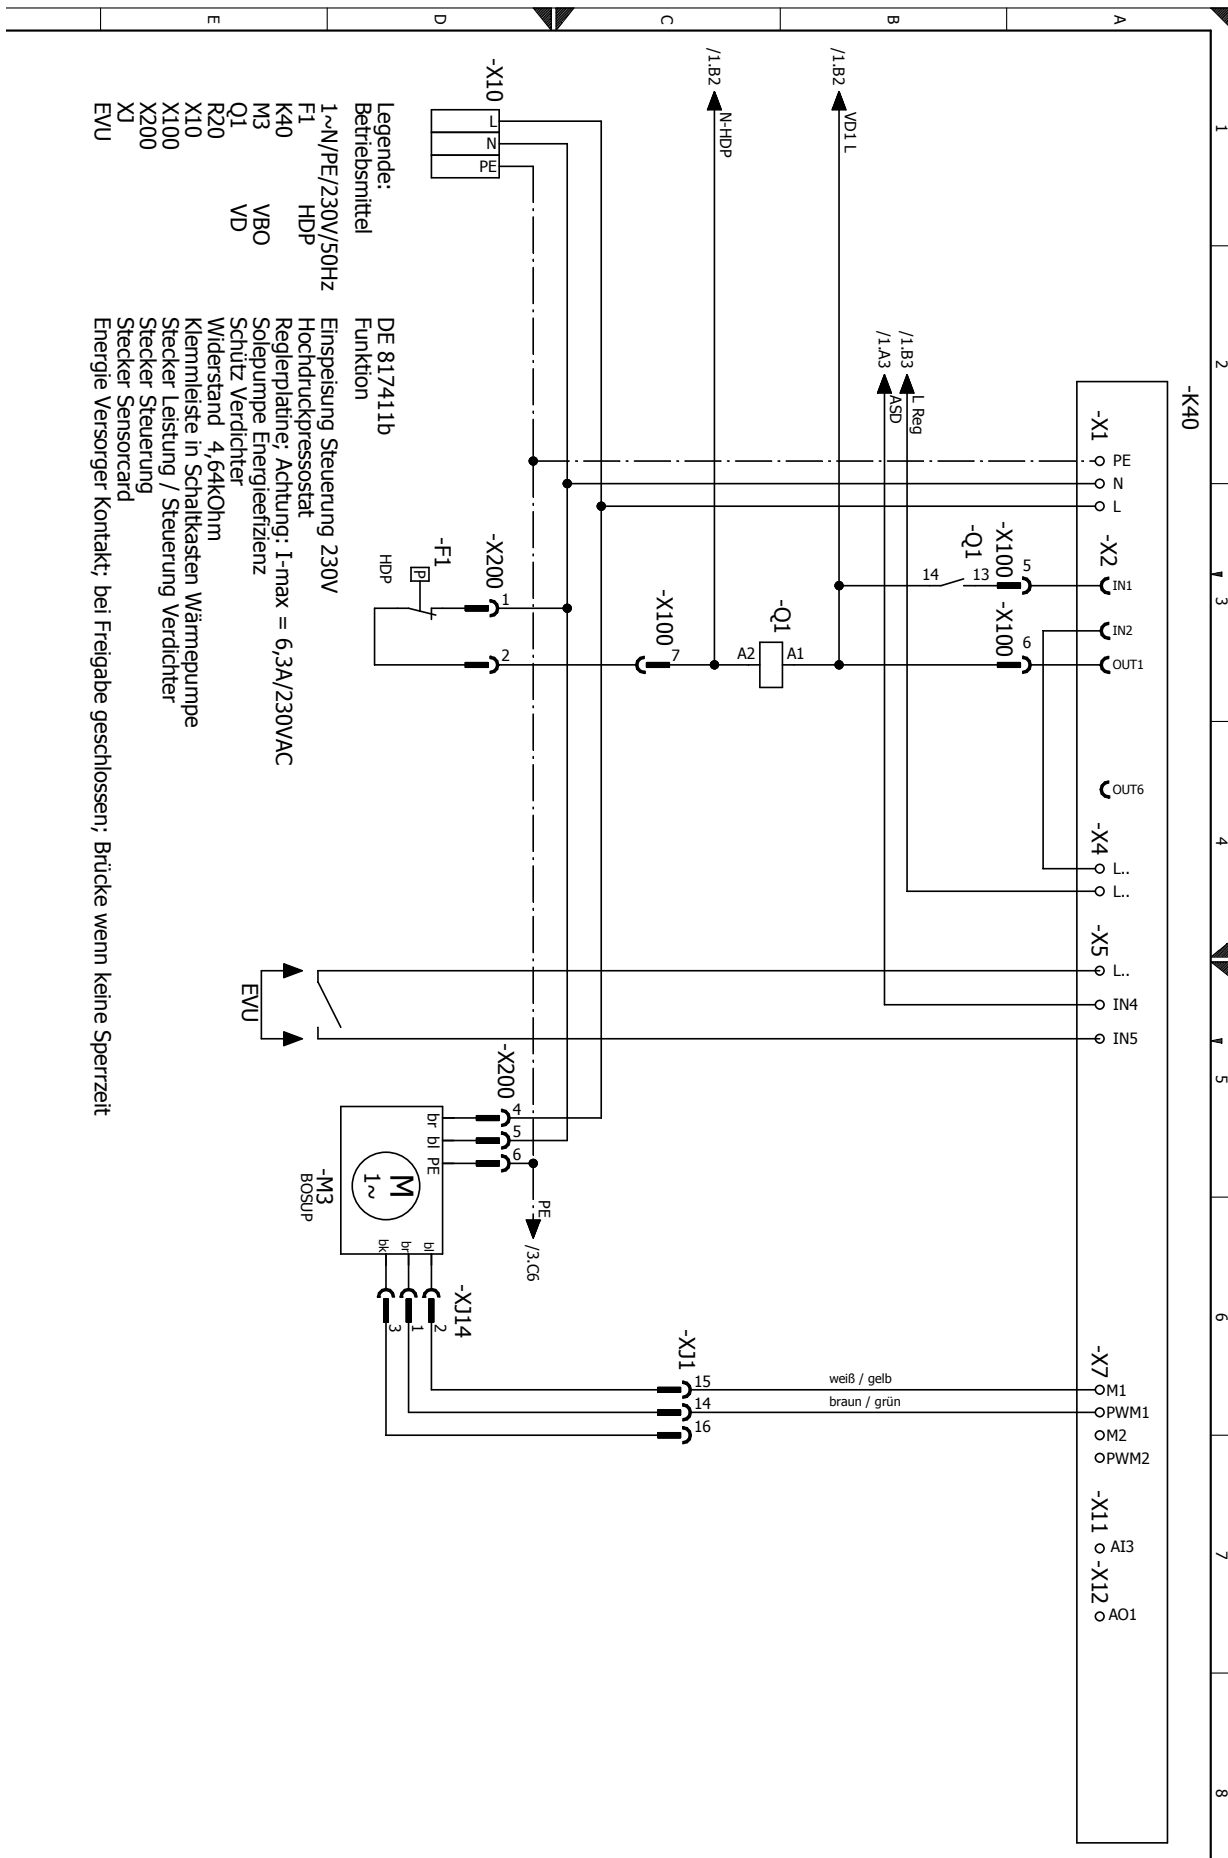 1
2
3
4
5
6
7
8
A
B
C
D
E
-K40
-X1
PE
N
L
-X2
IN1
IN2
OUT1
OUT6
-X4
L..
L..
-X5
L..
IN4
IN5
-X7
M1
PWM1
M2
PWM2
-X11
AI3
-X12
AO1
/1.B2
VD1 L
/1.B2
N-HDP
/1.B3
L Reg
/1.A3
ASD
-X100
5
-Q1
13
14
-X100
6
-Q1
A1
A2
-X100
7
-X10
L
N
PE
-X200
1
2
-F1
P
HDP
EVU
-X200
4
5
6
br
bl
PE
M
1~
-M3
BOSUP
bl
br
bk
PE
/3.C6
-XJ14
2
1
3
-XJ1
15
14
16
weiß / gelb
braun / grün
Legende: DE 817411b
Betriebsmittel Funktion
1~N/PE/230V/50Hz Einspeisung Steuerung 230V
F1 HDP Hochdruckpressostat
K40 Reglerplatine; Achtung: I-max = 6,3A/230VAC
M3 VBO Solepumpe Energieefizienz
Q1 VD Schütz Verdichter
R20 Widerstand 4,64kOhm
X10 Klemmleiste in Schaltkasten Wärmepumpe
X100 Stecker Leistung / Steuerung Verdichter
X200 Stecker Steuerung
XJ Stecker Sensorcard
EVU Energie Versorger Kontakt; bei Freigabe geschlossen; Brücke wenn keine Sperrzeit